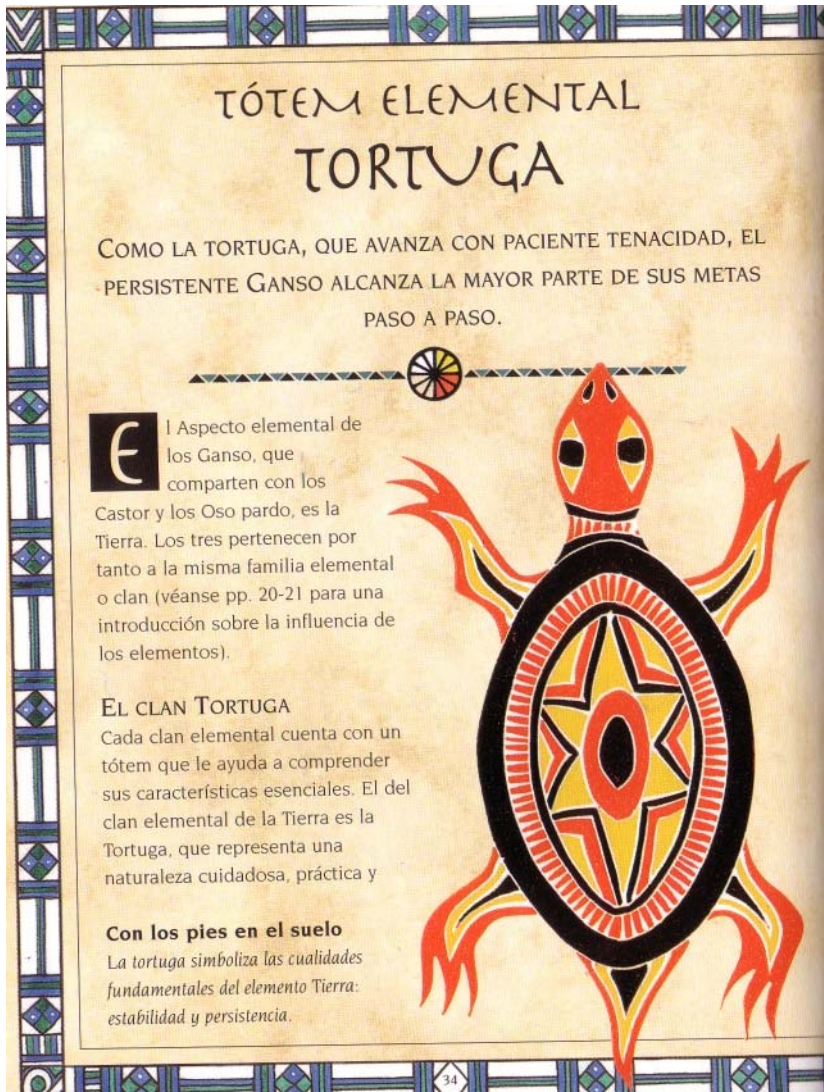 TÓTEM ELEMENTAL
TORTUGA
COMO LA TORTUGA, QUE AVANZA CON PACIENTE TENACIDAD, EL
PERSISTENTE GANSO ALCANZA LA MAYOR PARTE DE SUS METAS
PASO A PASO.
El Aspecto elemental de
los Ganso, que
comparten con los
Castor y los Oso pardo, es la
Tierra. Los tres pertenecen por
tanto a la misma familia elemental
o clan (véanse pp. 20-21 para una
introducción sobre la influencia de
los elementos).
EL CLAN TORTUGA
Cada clan elemental cuenta con un
tótem que le ayuda a comprender
sus características esenciales. El del
clan elemental de la Tierra es la
Tortuga, que representa una
naturaleza cuidadosa, práctica y
Con los pies en el suelo
La tortuga simboliza las cualidades
fundamentales del elemento Tierra:
estabilidad y persistencia.
34